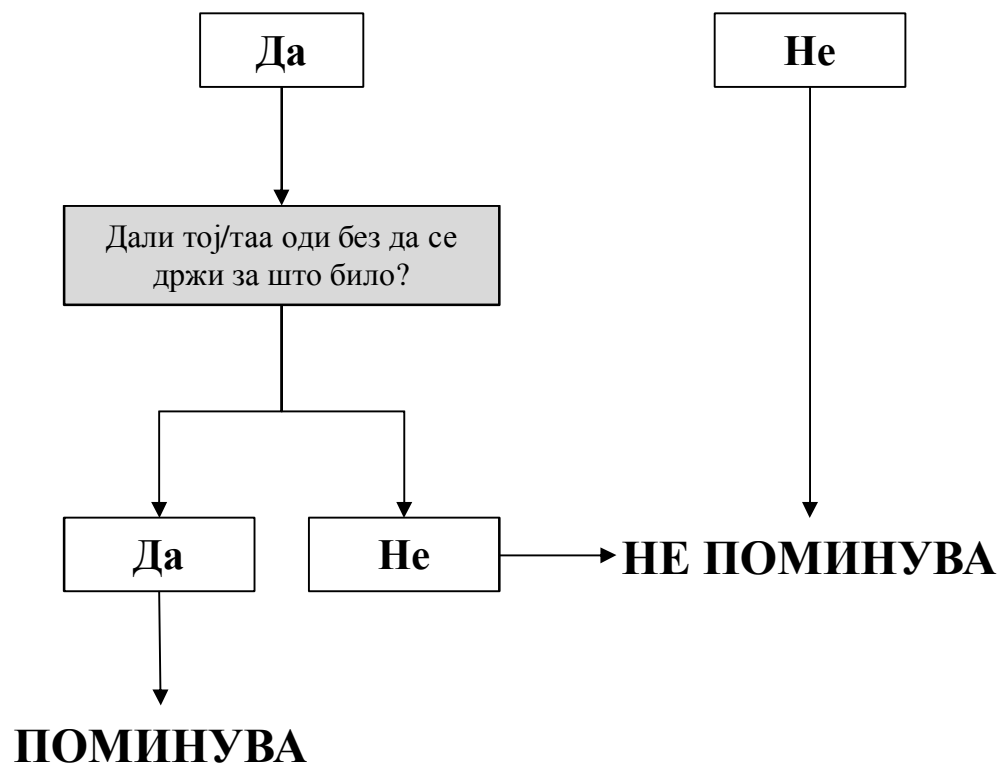 Да
Не
Дали тој/таа оди без да се
држи за што било?
Да
Не
НЕ ПОМИНУВА
ПОМИНУВА